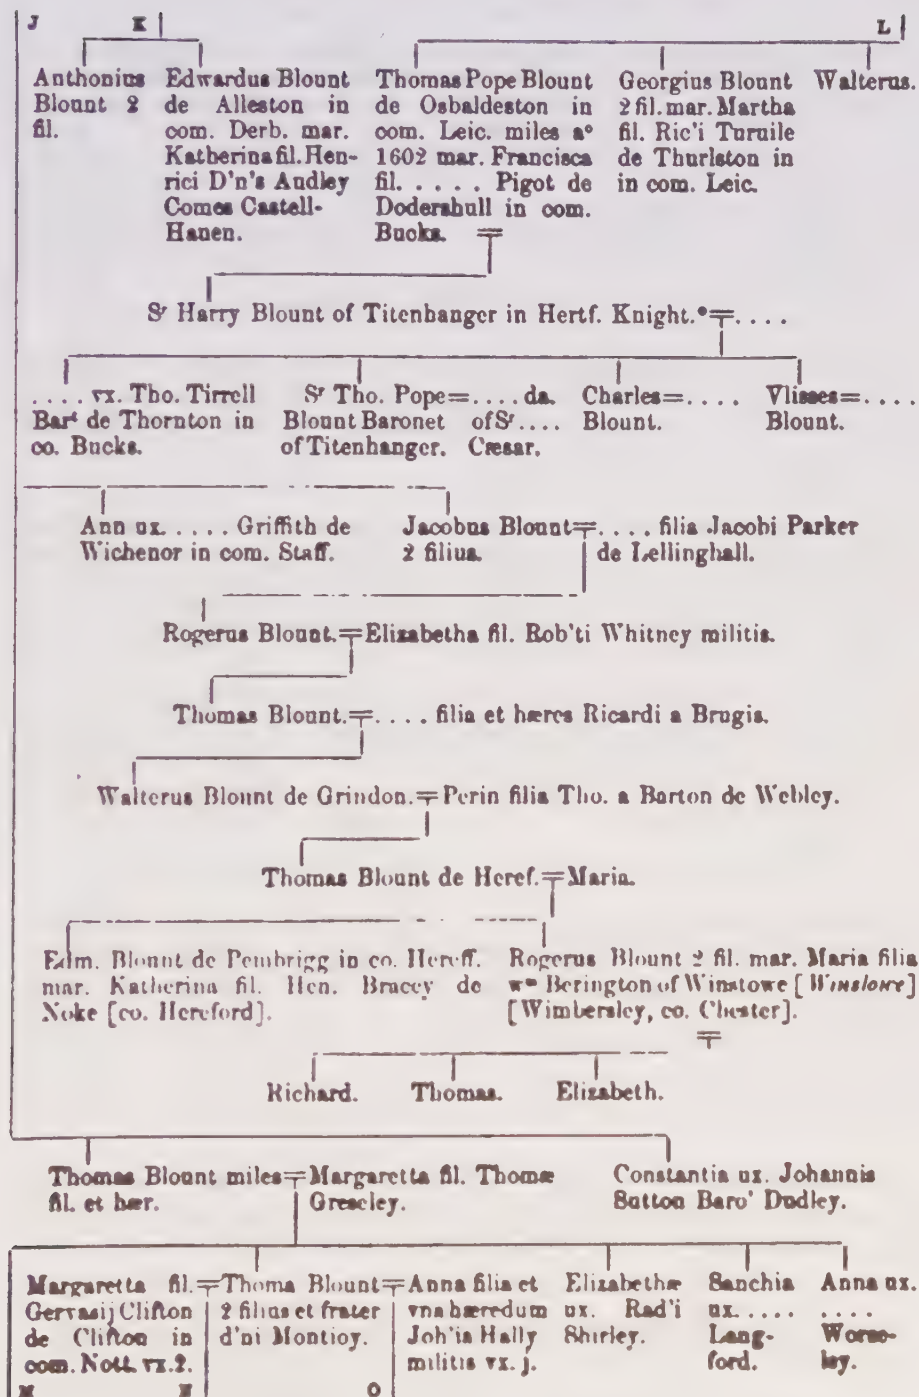 J K L
Anthonius Blount 2 fil.
Edwardus Blount de Alleston in com. Derb. mar. Katherina fil. Henrici D'n's Audley Comes Castell-Hauen.
Thomas Pope Blount de Osbaldeston in com. Leic. miles aº 1602 mar. Francisca fil. . . . . . Pigot de Dodershull in com. Bucks.
Georgius Blount 2 fil. mar. Martha fil. Ric'i Turuile de Thurlston in in com. Leic.
Walterus.
Sr Harry Blount of Titenhanger in Hertf. Knight.*= . . . .
. . . . vx. Tho. Tirrell Bart de Thornton in co. Bucks.
Sr Tho. Pope Blount Baronet of Titenhanger.= . . . . da. of Sr . . . . Cæsar.
Charles Blount.= . . . .
Vlisses Blount.= . . . .
Ann ux. . . . . . Griffith de Wichenor in com. Staff.
Jacobus Blount 2 filius.= . . . . filia Jacobi Parker de Lellinghall.
Rogerus Blount.=Elizabetha fil. Rob'ti Whitney militis.
Thomas Blount.= . . . . filia et hæres Ricardi a Brugis.
Walterus Blount de Grindon.=Perin filia Tho. a Barton de Webley.
Thomas Blount de Heref.=Maria.
Edm. Blount de Pembrigg in co. Hereff. mar. Katherina fil. Hen. Bracey de Noke [co. Hereford].
Rogerus Blount 2 fil. mar. Maria filia wm Berington of Winstowe [Winslowe] [Wimbersley, co. Chester].
Richard. Thomas. Elizabeth.
Thomas Blount miles fil. et hær.=Margaretta fil. Thomæ Greseley.
Constantia ux. Johannis Sutton Baro' Dudley.
Margaretta fil. Gervasij Clifton de Clifton in com. Nott. vx. 2.
=Thoma Blount 2 filius et frater d'ni Montioy.
=Anna filia et vna hæredum Joh'is Hally militis vx. j.
Elizabethæ ux. Rad'i Shirley.
Sanchia ux. . . . . . Langford.
Anna ux. . . . . Worseley.
M N O